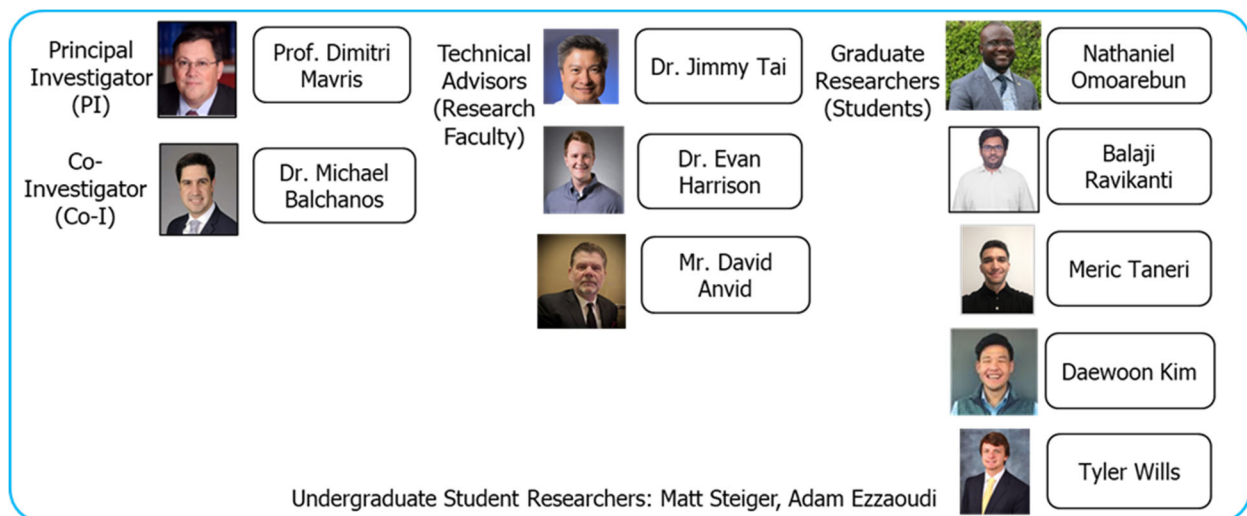 Principal
Investigator
(PI)
Prof. Dimitri
Mavris
Co-
Investigator
(Co-I)
Dr. Michael
Balchanos
Technical
Advisors
(Research
Faculty)
Dr. Jimmy Tai
Dr. Evan
Harrison
Mr. David
Anvid
Graduate
Researchers
(Students)
Nathaniel
Omoarebun
Balaji
Ravikanti
Meric Taneri
Daewoon Kim
Tyler Wills
Undergraduate Student Researchers: Matt Steiger, Adam Ezzaoudi